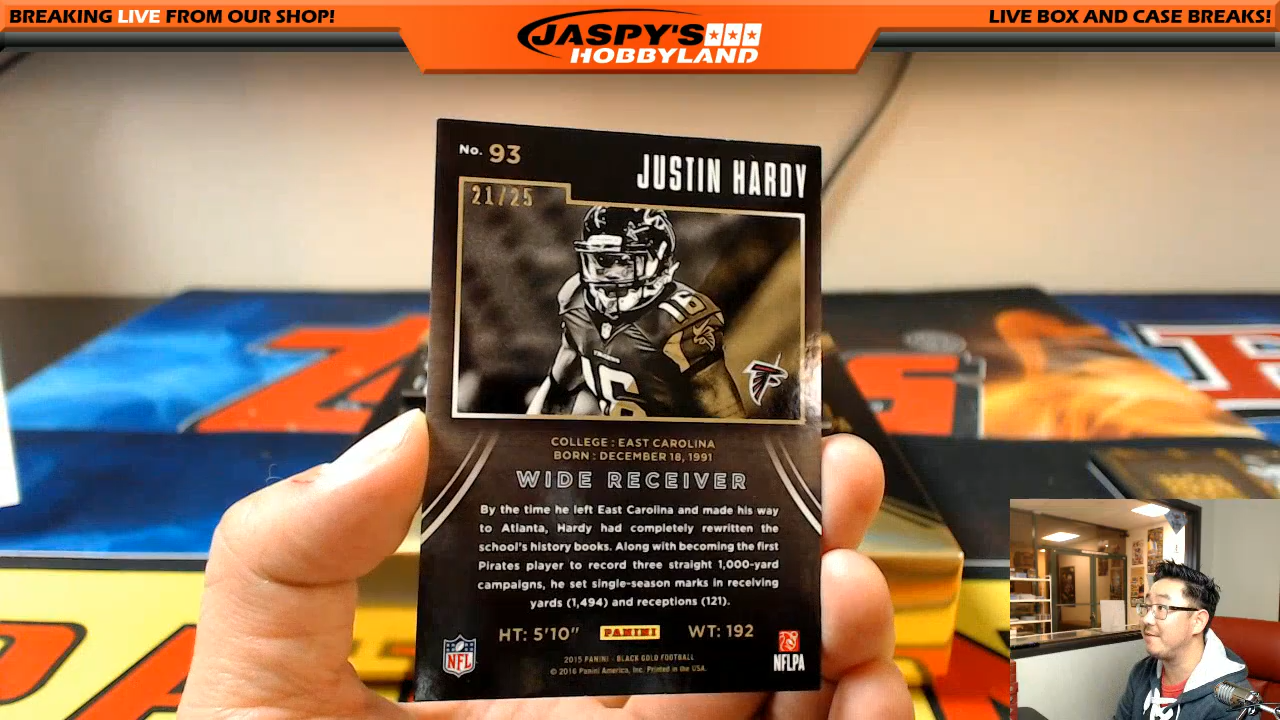 BREAKING LIVE FROM OUR SHOP!
JASPY'S
HOBBYLAND
LIVE BOX AND CASE BREAKS!
No. 93
JUSTIN HARDY
21/25
16
16
COLLEGE : EAST CAROLINA
BORN : DECEMBER 18, 1991
WIDE RECEIVER
By the time he left East Carolina and made his way
to Atlanta, Hardy had completely rewritten the
school's history books. Along with becoming the first
Pirates player to record three straight 1,000-yard
campaigns, he set single-season marks in receiving
yards (1,494) and receptions (121).
HT: 5'10"
PANINI
WT: 192
NFL
2015 PANINI - BLACK GOLD FOOTBALL
© 2016 Panini America, Inc. Printed in the USA.
NFLPA